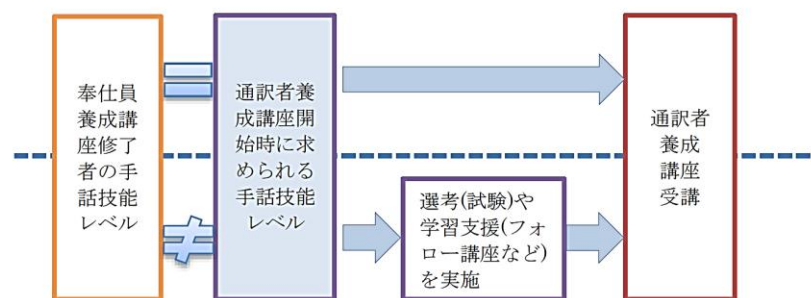 奉仕員
養成講
座修了
者の手
話技能
レベル
＝
≠
通訳者養
成講座開
始時に求
められる
手話技能
レベル
選考(試験)や
学習支援(フォ
ロー講座など)
を実施
通訳者
養成
講座
受講